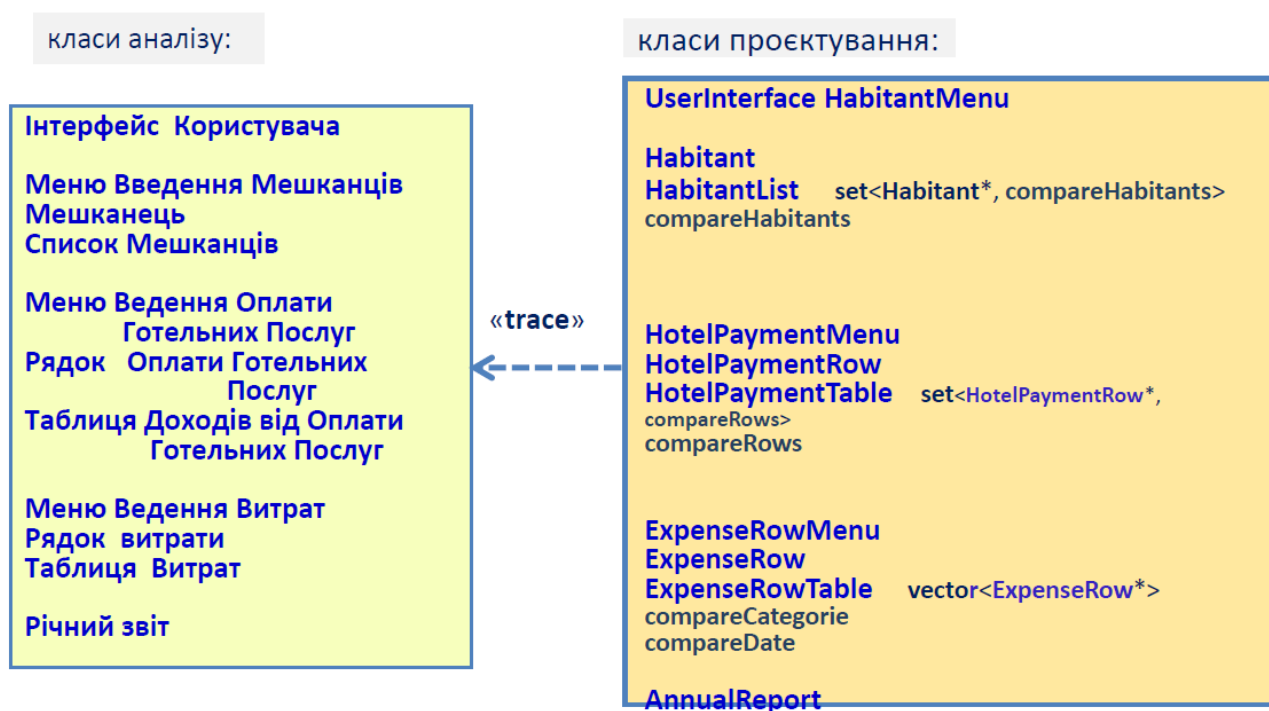 класи аналізу:
Інтерфейс Користувача
Меню Введення Мешканців
Мешканець
Список Мешканців
Меню Ведення Оплати
Готельних Послуг
Рядок Оплати Готельних
Послуг
Таблиця Доходів від Оплати
Готельних Послуг
Меню Ведення Витрат
Рядок витрати
Таблиця Витрат
Річний звіт
«trace»
класи проєктування:
UserInterface HabitantMenu
Habitant
HabitantList set<Habitant*, compareHabitants>
compareHabitants
HotelPaymentMenu
HotelPaymentRow
HotelPaymentTable set<HotelPaymentRow*,
compareRows>
compareRows
ExpenseRowMenu
ExpenseRow
ExpenseRowTable vector<ExpenseRow*>
compareCategorie
compareDate
AnnualReport